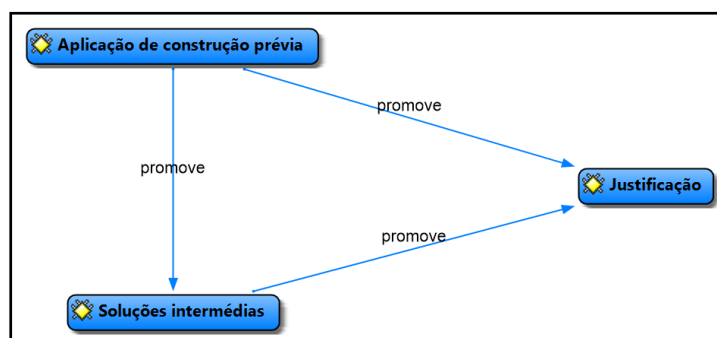 Aplicação de construção prévia
promove
promove
Justificação
promove
Soluções intermédias